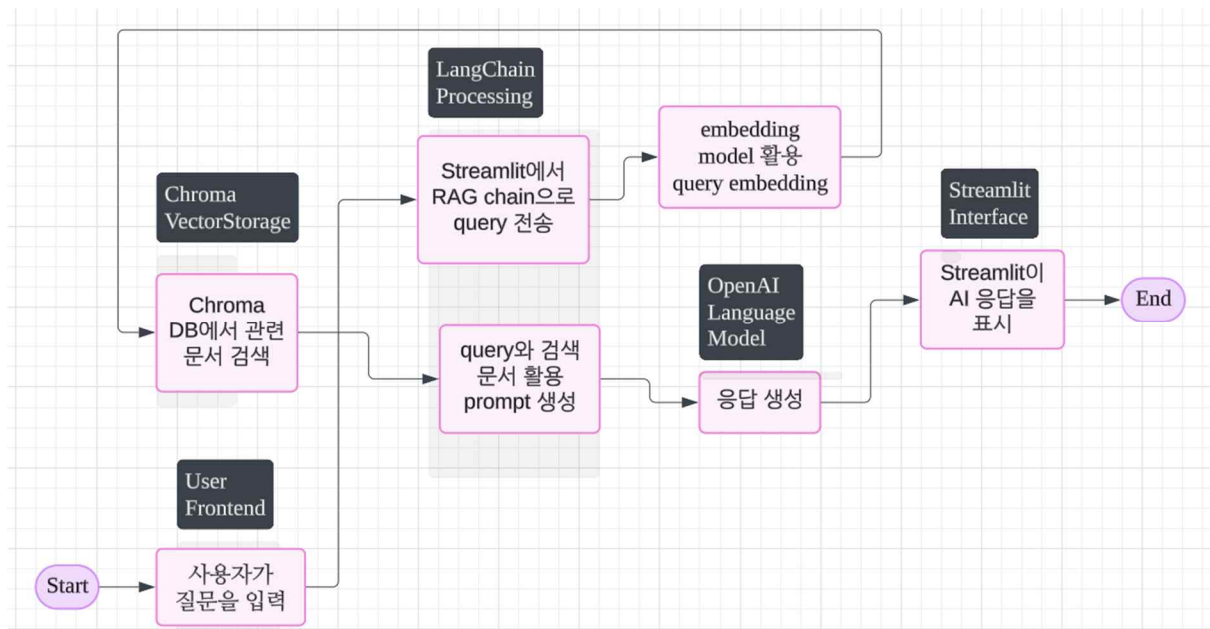 LangChain
Processing
embedding
model 활용
query embedding
Streamlit에서
RAG chain으로
query 전송
Chroma
VectorStorage
Streamlit
Interface
Chroma
DB에서 관련
문서 검색
Streamlit이
AI 응답을
표시
End
OpenAI
Language
Model
query와 검색
문서 활용
prompt 생성
응답 생성
User
Frontend
Start
사용자가
질문을 입력